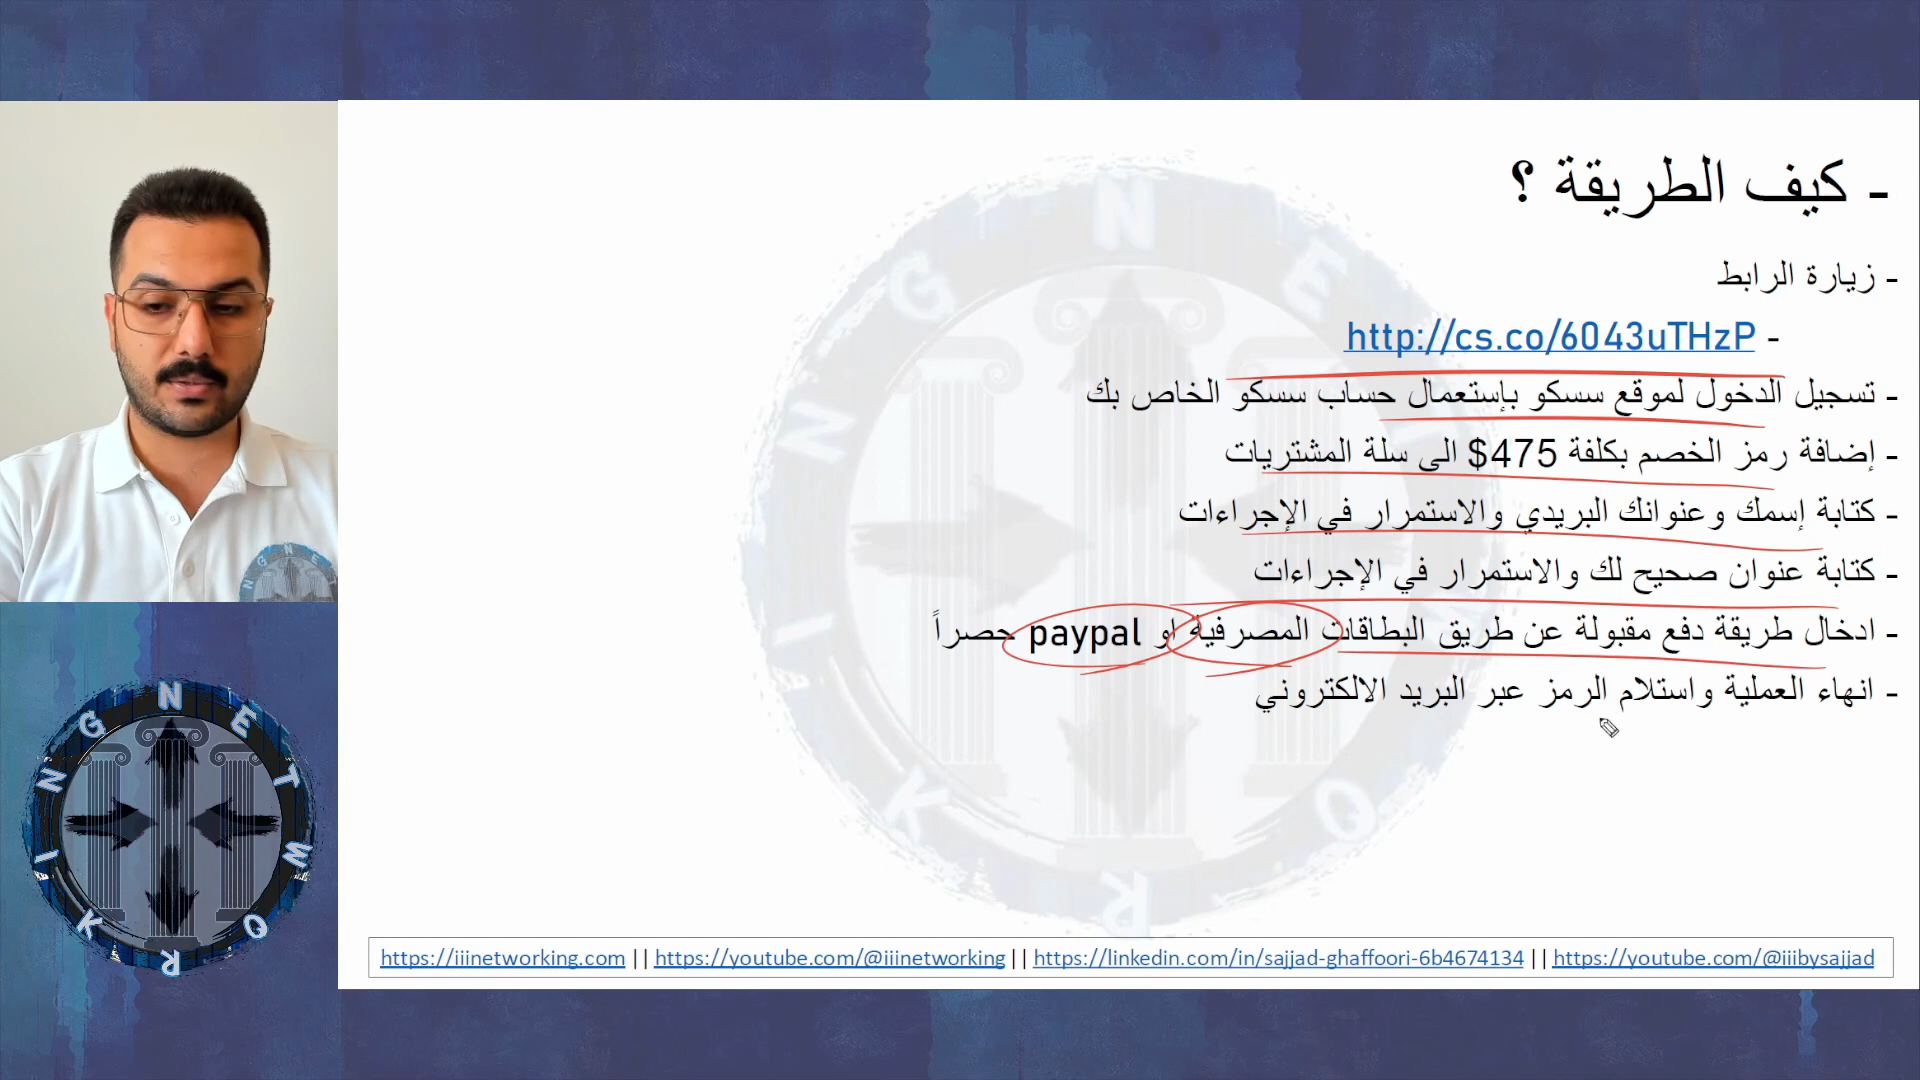 - كيف الطريقة ؟
- زيارة الرابط
- http://cs.co/6043uTHzP
- تسجيل الدخول لموقع سسكو بإستعمال حساب سسكو الخاص بك
- إضافة رمز الخصم بكلفة 475$ الى سلة المشتريات
- كتابة إسمك وعنوانك البريدي والاستمرار في الإجراءات
- كتابة عنوان صحيح لك والاستمرار في الإجراءات
- ادخال طريقة دفع مقبولة عن طريق البطاقات المصرفية او paypal حصراً
- انهاء العملية واستلام الرمز عبر البريد الالكتروني
https://iiinetworking.com || https://youtube.com/@iiinetworking || https://linkedin.com/in/sajjad-ghaffoori-6b4674134 || https://youtube.com/@iiibysajjad
NETWORKING